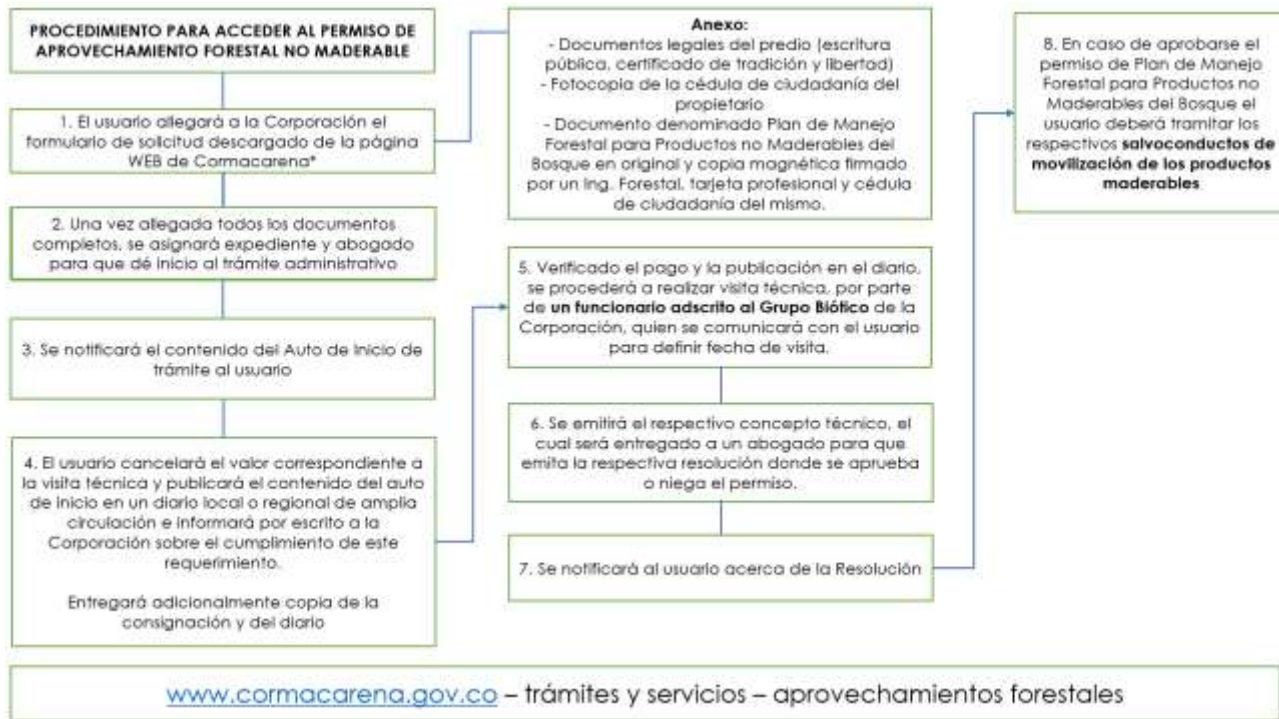 PROCEDIMIENTO PARA ACCEDER AL PERMISO DE
APROVECHAMIENTO FORESTAL NO MADERABLE
1. El usuario allegará a la Corporación el
formulario de solicitud descargado de la página
WEB de Cormacarena*
Anexo:
- Documentos legales del predio (escritura
pública, certificado de tradición y libertad)
- Fotocopia de la cédula de ciudadanía del
propietario
- Documento denominado Plan de Manejo
Forestal para Productos no Maderables del
Bosque en original y copia magnética firmado
por un Ing. Forestal, tarjeta profesional y cédula
de ciudadanía del mismo.
2. Una vez allegada todos los documentos
completos, se asignará expediente y abogado
para que dé inicio al trámite administrativo
3. Se notificará el contenido del Auto de Inicio de
trámite al usuario
4. El usuario cancelará el valor correspondiente a
la visita técnica y publicará el contenido del auto
de inicio en un diario local o regional de amplia
circulación e informará por escrito a la
Corporación sobre el cumplimiento de este
requerimiento.
Entregará adicionalmente copia de la
consignación y del diario
5. Verificado el pago y la publicación en el diario,
se procederá a realizar visita técnica, por parte
de un funcionario adscrito al Grupo Biótico de la
Corporación, quien se comunicará con el usuario
para definir fecha de visita.
6. Se emitirá el respectivo concepto técnico, el
cual será entregado a un abogado para que
emita la respectiva resolución donde se aprueba
o niega el permiso.
7. Se notificará al usuario acerca de la Resolución
8. En caso de aprobarse el
permiso de Plan de Manejo
Forestal para Productos no
Maderables del Bosque el
usuario deberá tramitar los
respectivos salvoconductos de
movilización de los productos
maderables
www.cormacarena.gov.co – trámites y servicios – aprovechamientos forestales